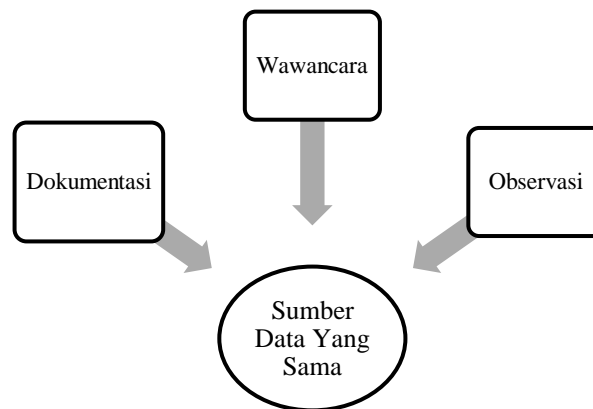 Wawancara
Dokumentasi
Observasi
Sumber
Data Yang
Sama